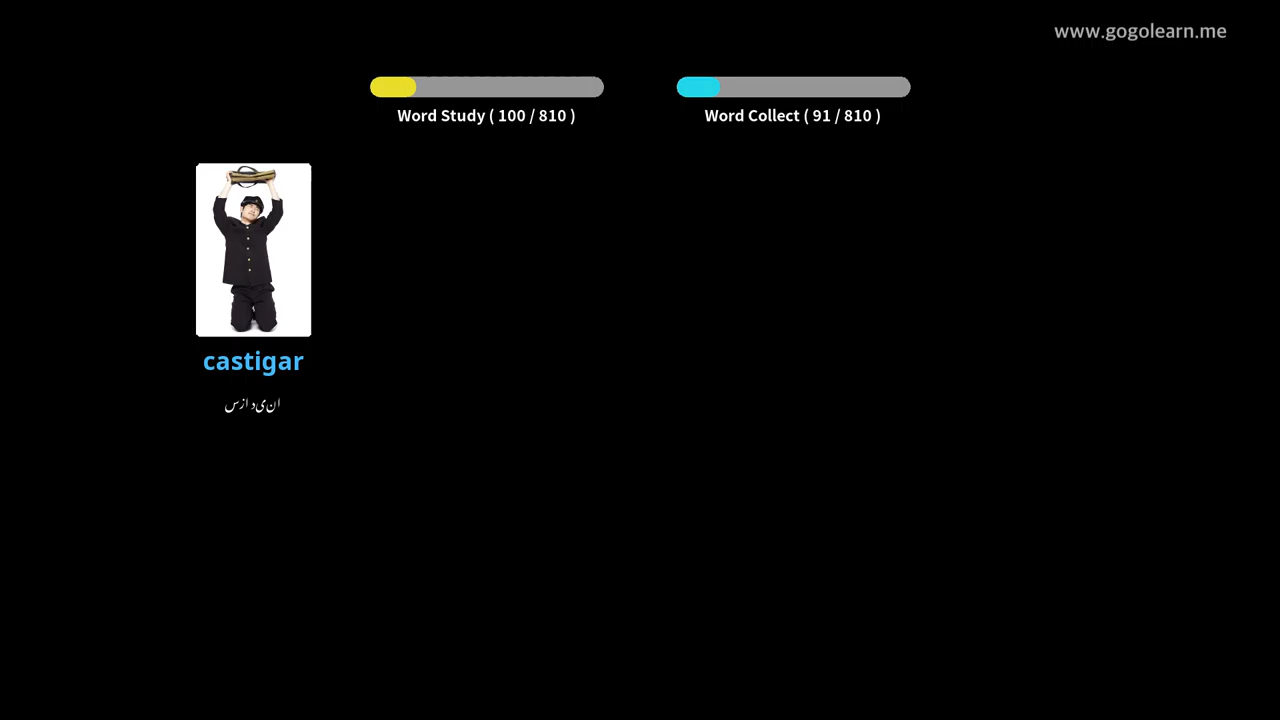 www.gogolearn.me
Word Study ( 100 / 810 )
Word Collect ( 91 / 810 )
castigar
سزا دینا